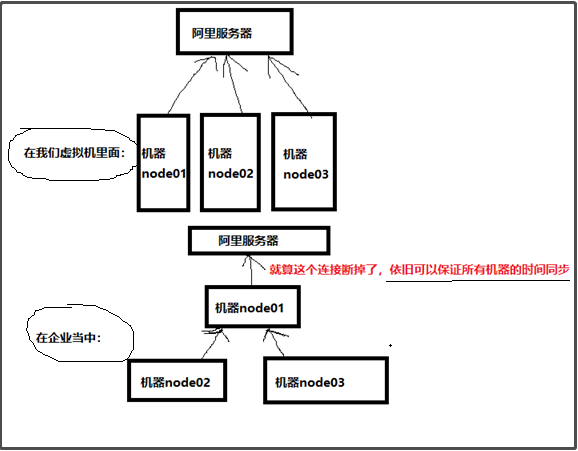 阿里服务器
在我们虚拟机里面：
机器
node01
机器
node02
机器
node03
阿里服务器
就算这个连接断掉了，依旧可以保证所有机器的时间同步
机器node01
在企业当中：
机器node02
机器node03